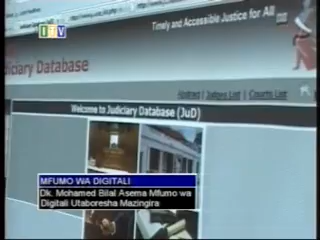 ITV
Timely and Accessible Justice for All
Judiciary Database
Abstract | Judges List | Courts List |
Welcome to Judiciary Database (JuD)
MFUMO WA DIGITALI
Dk. Mohamed Bilal Asema Mfumo wa
Digitali Utaboresha Mazingira